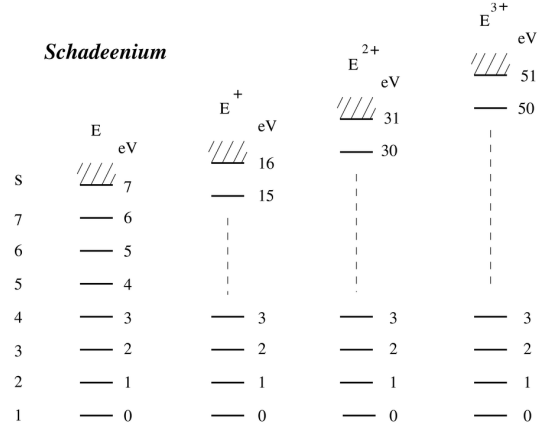 Schadeenium
E
eV
E +
eV
E 2+
eV
E 3+
eV
s 7 16 31 51
7 6 15 30 50
6 5
5 4
4 3 3 3 3
3 2 2 2 2
2 1 1 1 1
1 0 0 0 0